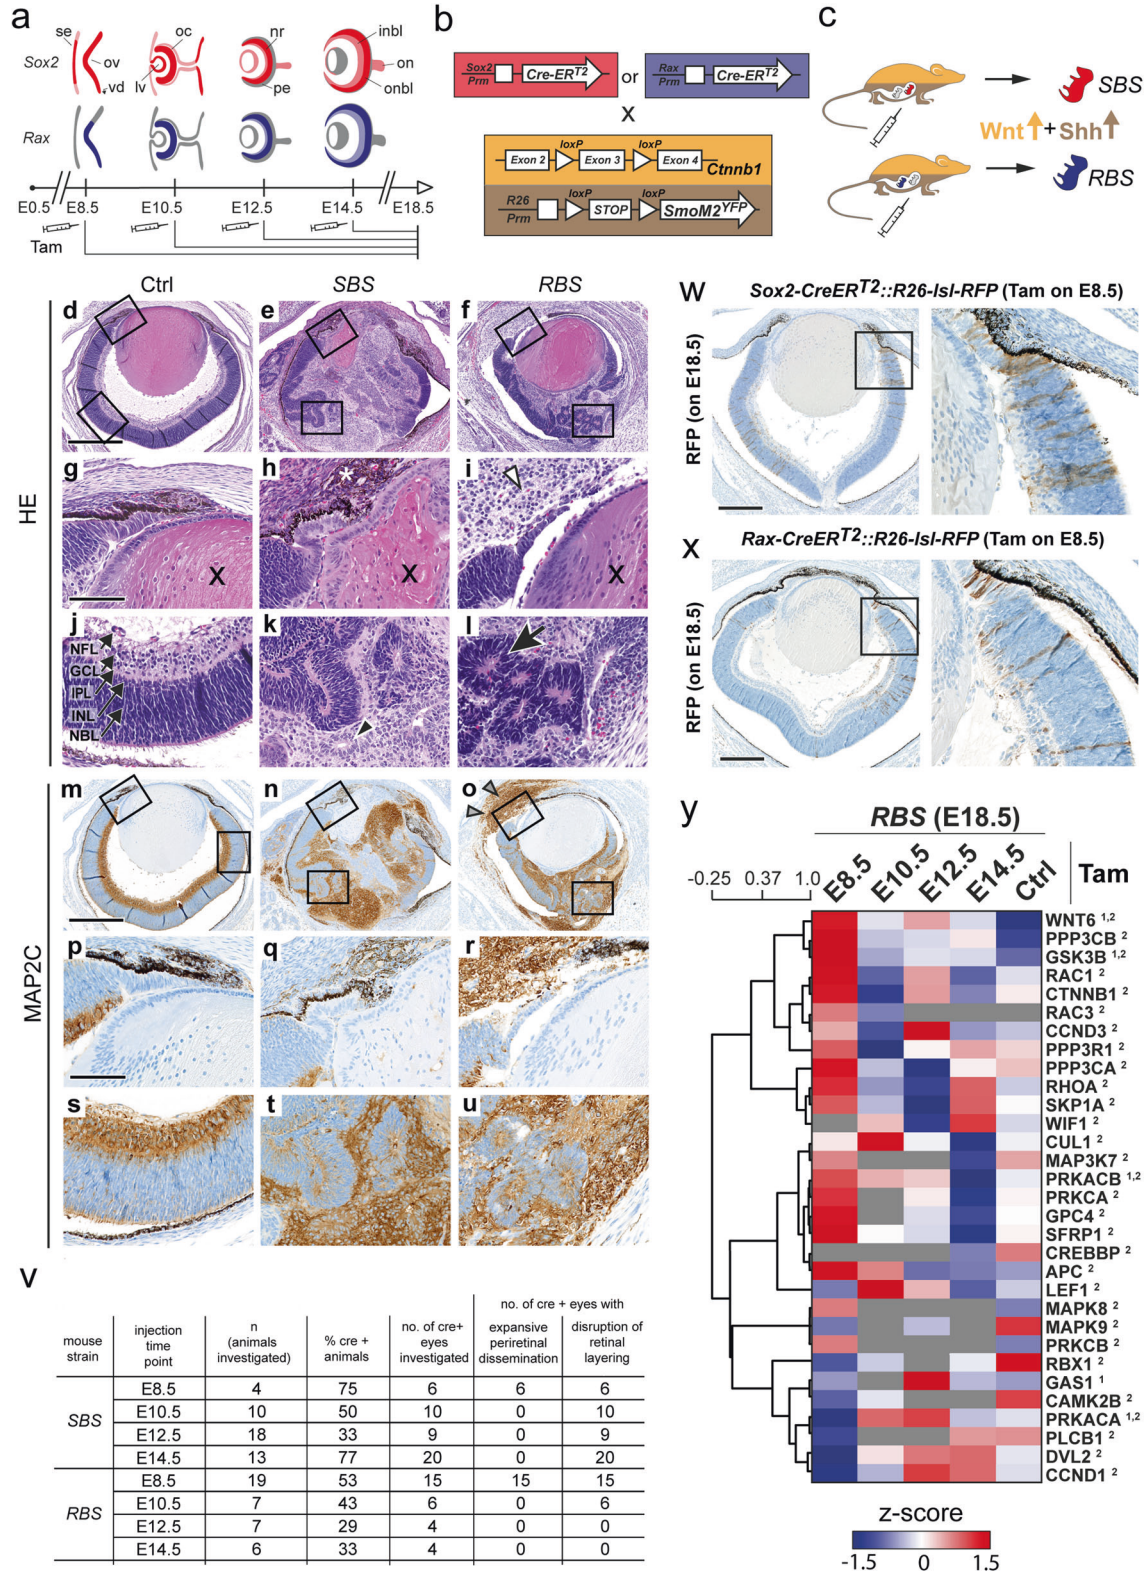 a
se
oc
nr
inbl
Sox2
ov
vd
lv
pe
on
onbl
Rax
E0.5 E8.5 E10.5 E12.5 E14.5 E18.5
Tam
b
Sox2 Prm Cre-ER^T2 or Rax Prm Cre-ER^T2
X
loxP loxP
Exon 2 Exon 3 Exon 4 Ctnnb1
R26 Prm loxP STOP loxP SmoM2^YFP
c
SBS
Wnt + Shh
RBS
Ctrl SBS RBS
HE
d e f
g h i
* X X X
j k l
NFL
GCL
IPL
INL
NBL
MAP2C
m n o
p q r
s t u
v
no. of cre + eyes with
mouse strain injection time point n (animals investigated) % cre + animals no. of cre+ eyes investigated expansive periretinal dissemination disruption of retinal layering
SBS
E8.5 4 75 6 6 6
E10.5 10 50 10 0 10
E12.5 18 33 9 0 9
E14.5 13 77 20 0 20
RBS
E8.5 19 53 15 15 15
E10.5 7 43 6 0 6
E12.5 7 29 4 0 0
E14.5 6 33 4 0 0
w
Sox2-CreER^T2::R26-lsl-RFP (Tam on E8.5)
RFP (on E18.5)
x
Rax-CreER^T2::R26-lsl-RFP (Tam on E8.5)
RFP (on E18.5)
y
RBS (E18.5)
-0.25 0.37 1.0
E8.5 E10.5 E12.5 E14.5 Ctrl Tam
WNT6 1,2
PPP3CB 2
GSK3B 1,2
RAC1 2
CTNNB1 2
RAC3 2
CCND3 2
PPP3R1 2
PPP3CA 2
RHOA 2
SKP1A 2
WIF1 2
CUL1 2
MAP3K7 2
PRKACB 1,2
PRKCA 2
GPC4 2
SFRP1 2
CREBBP 2
APC 2
LEF1 2
MAPK8 2
MAPK9 2
PRKCB 2
RBX1 2
GAS1 1
CAMK2B 2
PRKACA 1,2
PLCB1 2
DVL2 2
CCND1 2
z-score
-1.5 0 1.5